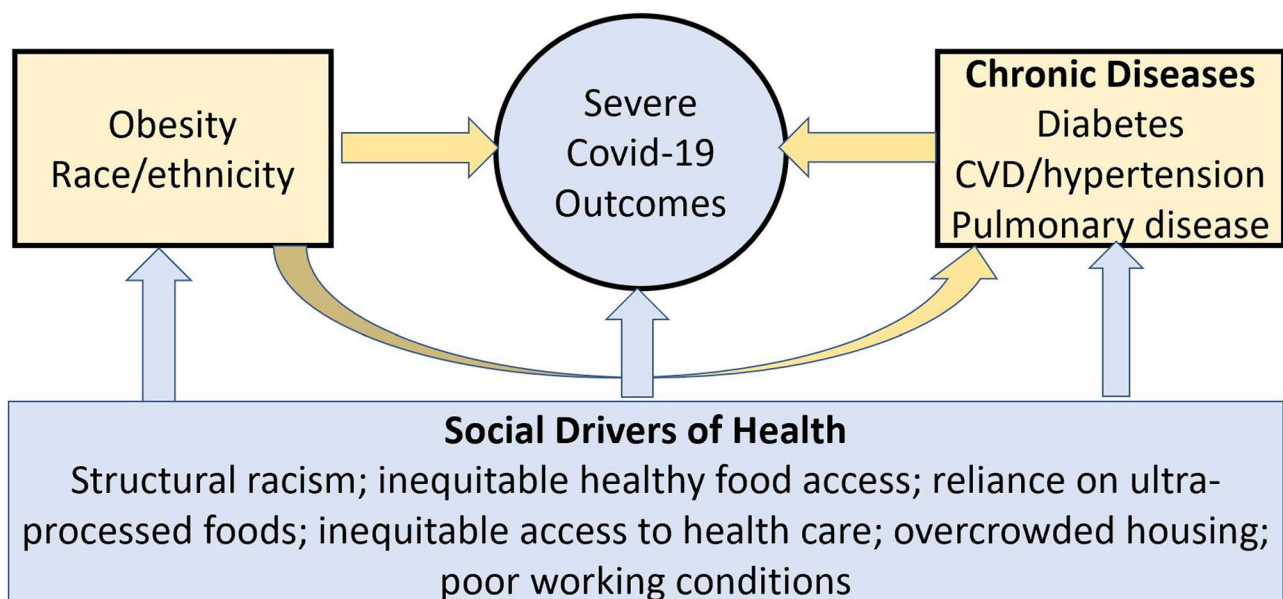 Obesity
Race/ethnicity
Severe
Covid-19
Outcomes
Chronic Diseases
Diabetes
CVD/hypertension
Pulmonary disease
Social Drivers of Health
Structural racism; inequitable healthy food access; reliance on ultra-
processed foods; inequitable access to health care; overcrowded housing;
poor working conditions